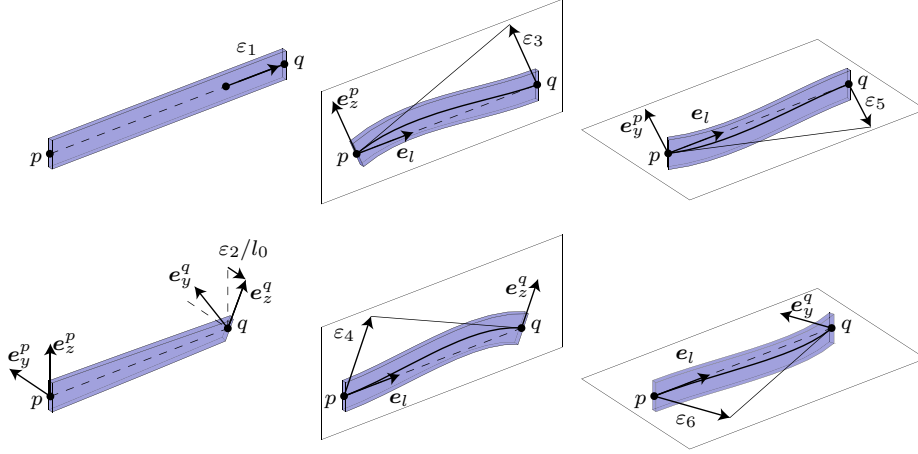 ε₁
q
p
ε₃
q
e_z^p
p
e_l
q
ε₅
e_l
e_y^p
p
ε₂/l₀
e_y^q
e_z^q
q
e_z^p
e_y^p
p
e_z^q
q
ε₄
e_l
p
e_y^q
q
e_l
p
ε₆